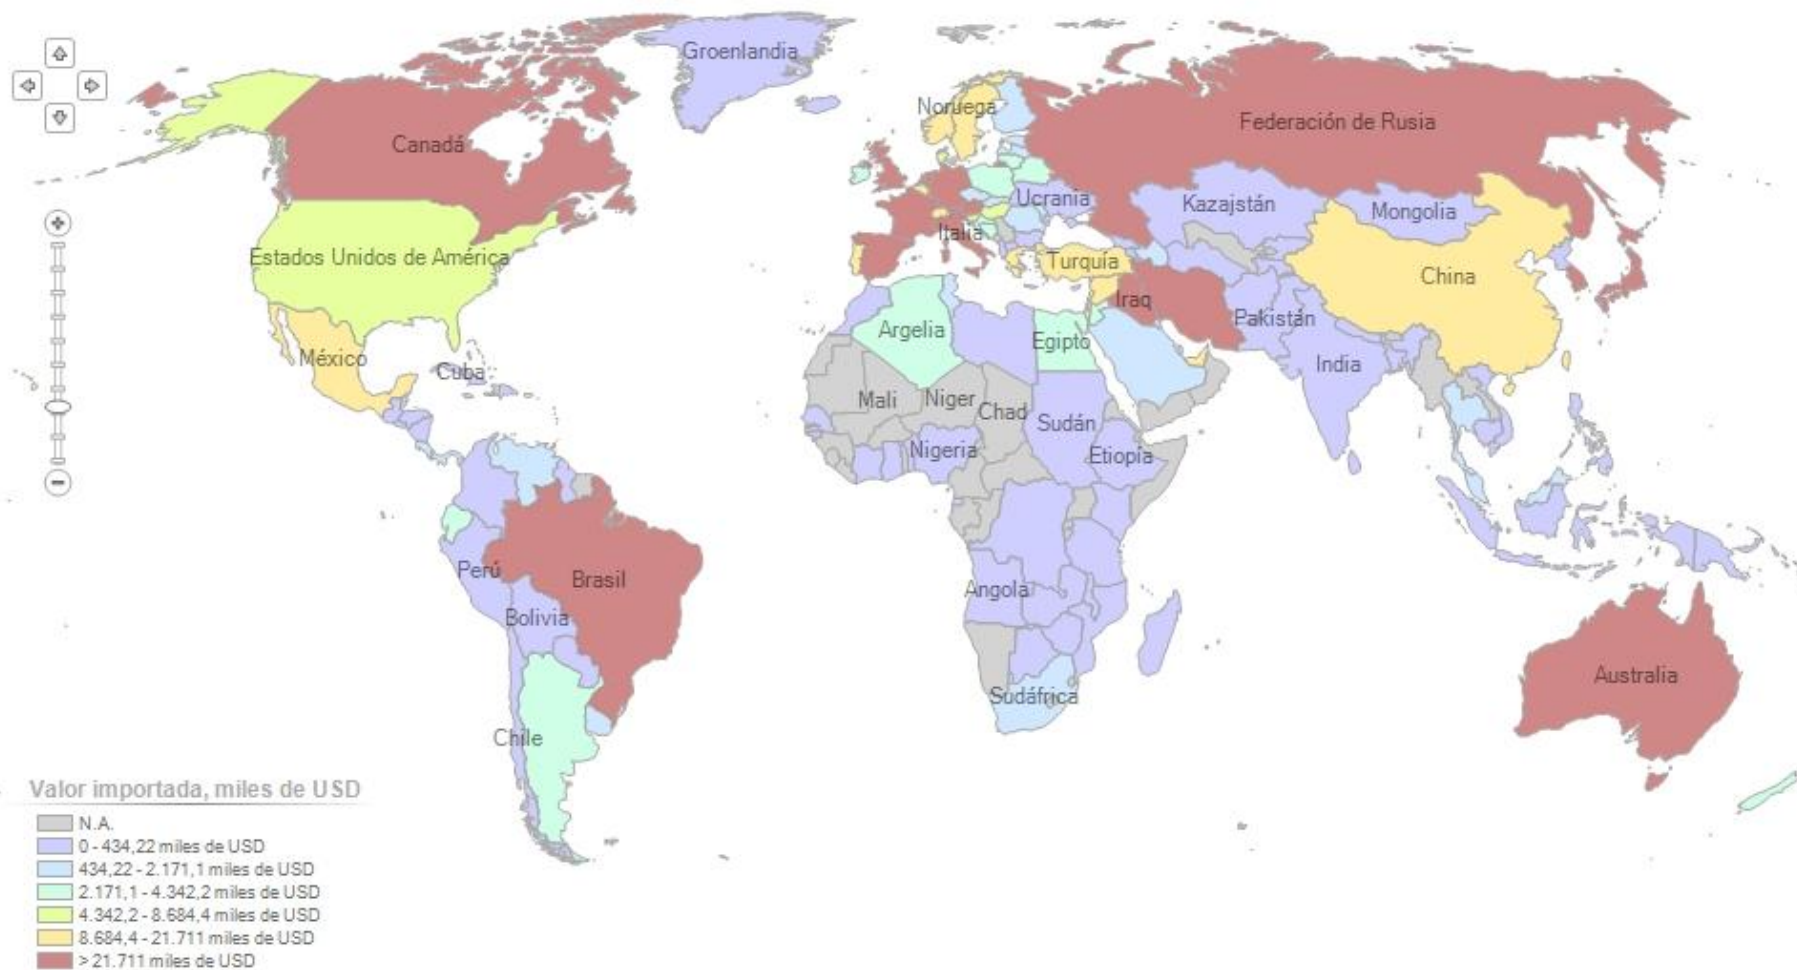 Groenlandia
Noruega
Federación de Rusia
Canadá
Ucrania
Kazajstán
Mongolia
Italia
Estados Unidos de América
Turquía
China
Iraq
Pakistán
Argelia
Egipto
México
India
Cuba
Mali
Niger
Chad
Sudán
Nigeria
Etiopía
Perú
Brasil
Angola
Bolivia
Australia
Sudáfrica
Chile
Valor importada, miles de USD
N.A.
0 - 434,22 miles de USD
434,22 - 2.171,1 miles de USD
2.171,1 - 4.342,2 miles de USD
4.342,2 - 8.684,4 miles de USD
8.684,4 - 21.711 miles de USD
> 21.711 miles de USD